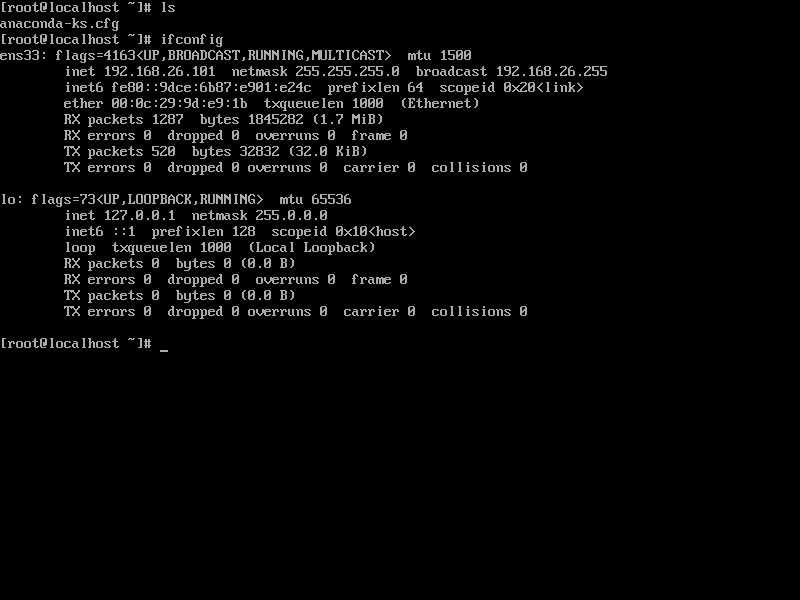 [root@localhost ~]# ls
anaconda-ks.cfg
[root@localhost ~]# ifconfig
ens33: flags=4163<UP,BROADCAST,RUNNING,MULTICAST>  mtu 1500
        inet 192.168.26.101  netmask 255.255.255.0  broadcast 192.168.26.255
        inet6 fe80::9dce:6b87:e901:e24c  prefixlen 64  scopeid 0x20<link>
        ether 00:0c:29:9d:e9:1b  txqueuelen 1000  (Ethernet)
        RX packets 1287  bytes 1845282 (1.7 MiB)
        RX errors 0  dropped 0  overruns 0  frame 0
        TX packets 520  bytes 32832 (32.0 KiB)
        TX errors 0  dropped 0 overruns 0  carrier 0  collisions 0
lo: flags=73<UP,LOOPBACK,RUNNING>  mtu 65536
        inet 127.0.0.1  netmask 255.0.0.0
        inet6 ::1  prefixlen 128  scopeid 0x10<host>
        loop  txqueuelen 1000  (Local Loopback)
        RX packets 0  bytes 0 (0.0 B)
        RX errors 0  dropped 0  overruns 0  frame 0
        TX packets 0  bytes 0 (0.0 B)
        TX errors 0  dropped 0 overruns 0  carrier 0  collisions 0
[root@localhost ~]# _